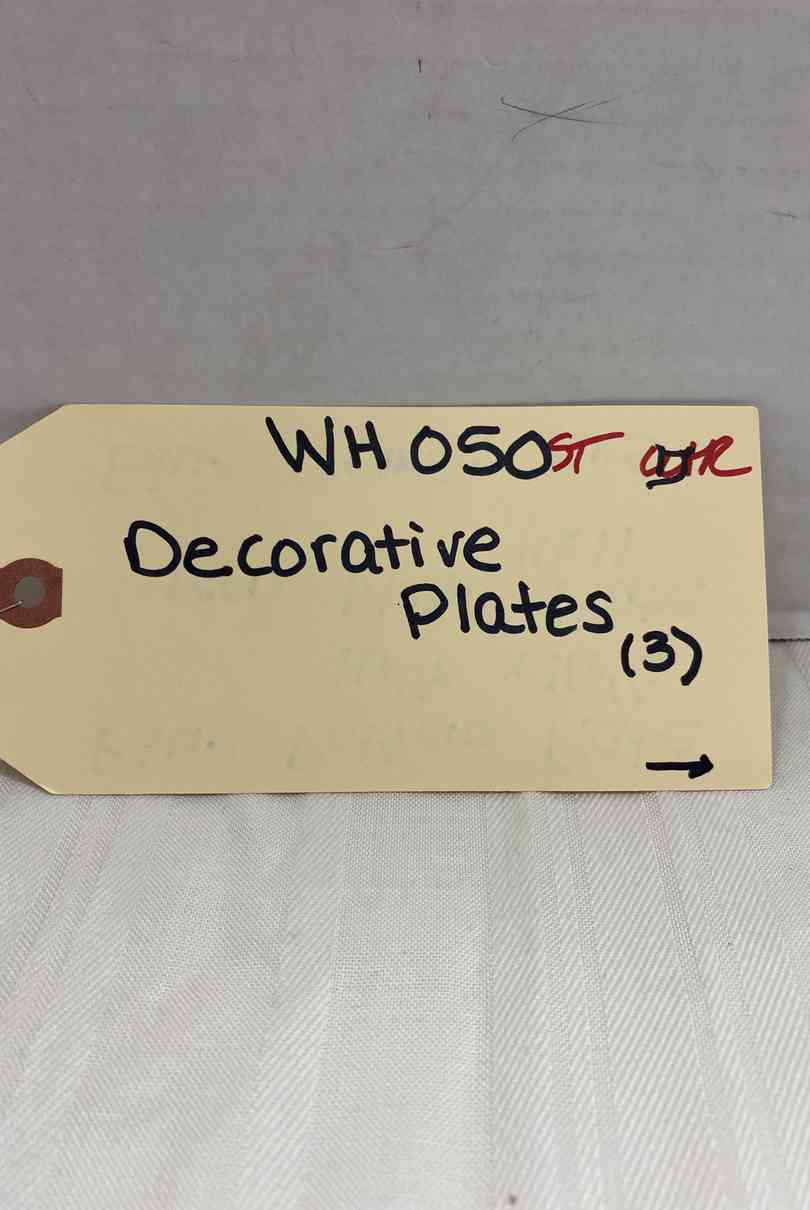 WH 050ST
Decorative
Plates
(3)